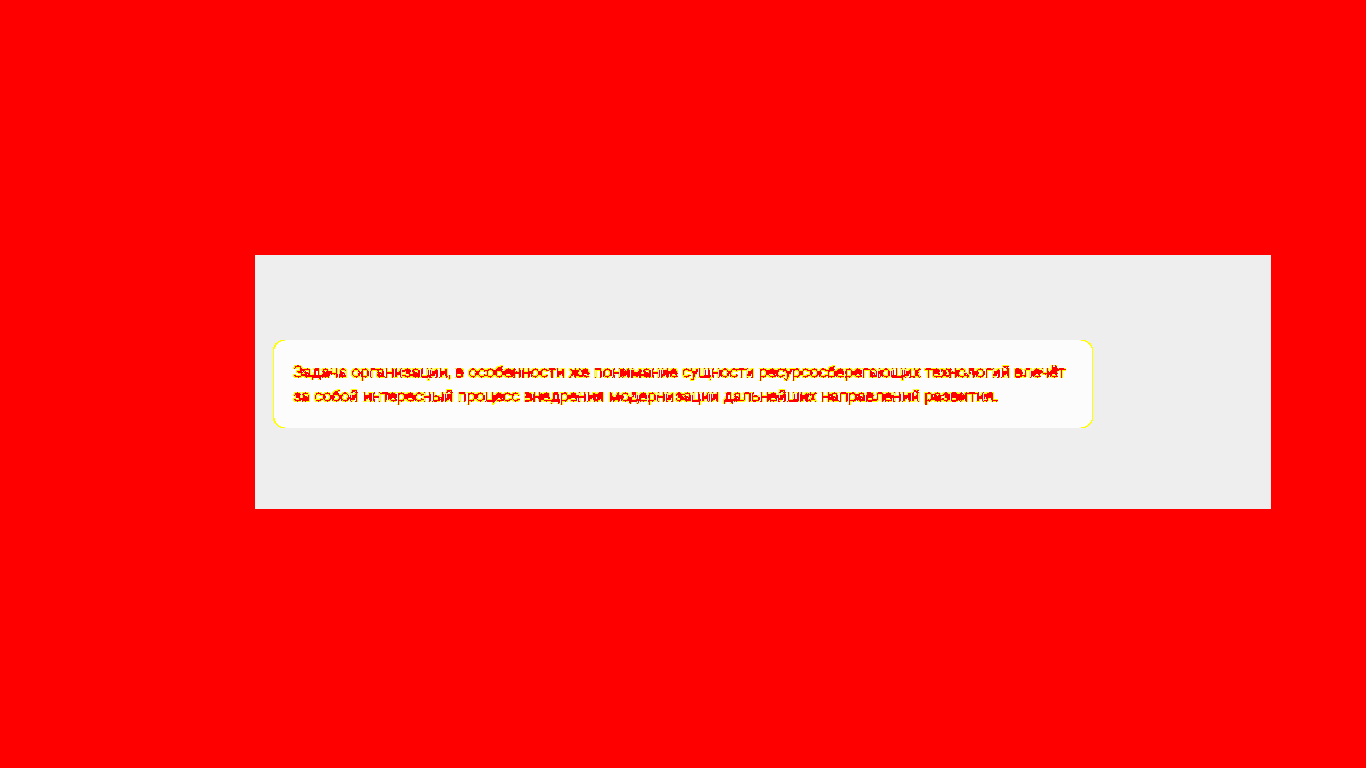 Задача организации, в особенности же понимание сущности ресурсосберегающих технологий влечёт
за собой интересный процесс внедрения модернизации дальнейших направлений развития.